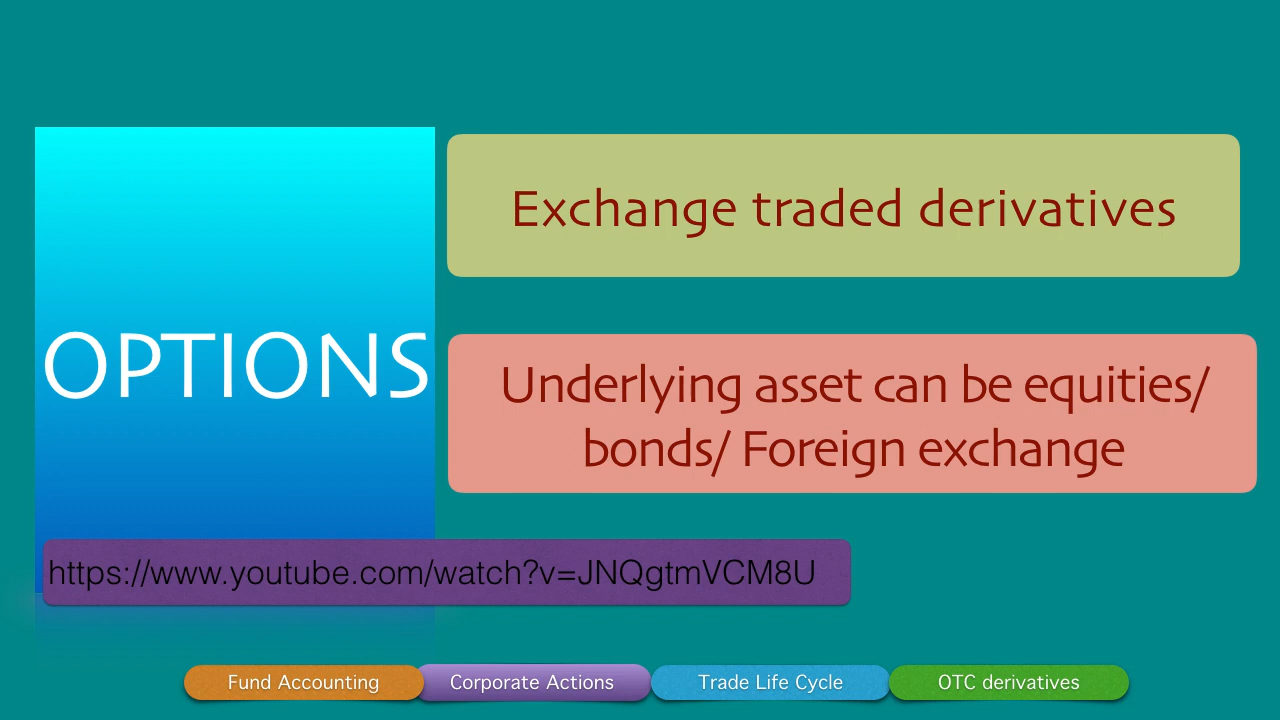 OPTIONS
Exchange traded derivatives
Underlying asset can be equities/
bonds/ Foreign exchange
https://www.youtube.com/watch?v=JNQgtmVCM8U
Fund Accounting
Corporate Actions
Trade Life Cycle
OTC derivatives